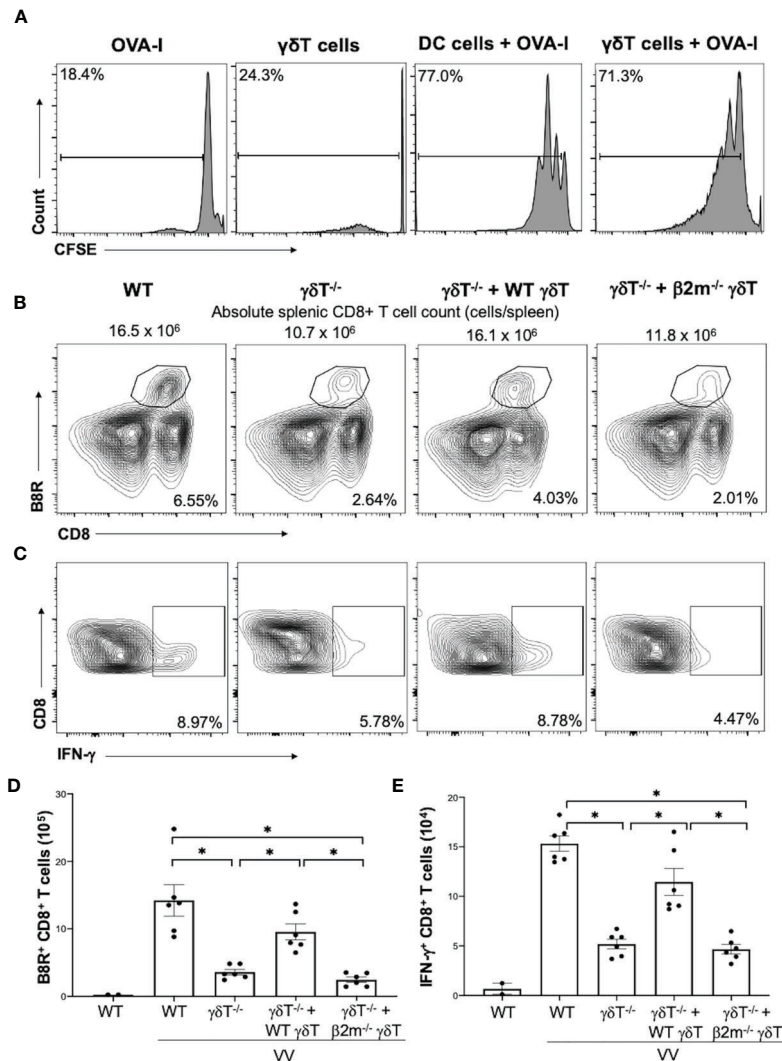 A
OVA-I
γδT cells
DC cells + OVA-I
γδT cells + OVA-I
18.4%
24.3%
77.0%
71.3%
Count
CFSE
B
WT
γδT⁻/⁻
γδT⁻/⁻ + WT γδT
γδT⁻/⁻ + β2m⁻/⁻ γδT
Absolute splenic CD8+ T cell count (cells/spleen)
16.5 x 10⁶
10.7 x 10⁶
16.1 x 10⁶
11.8 x 10⁶
B8R
6.55%
2.64%
4.03%
2.01%
CD8
C
CD8
8.97%
5.78%
8.78%
4.47%
IFN-γ
D
B8R⁺ CD8⁺ T cells (10⁵)
30
20
10
0
*
*
*
*
WT
WT
γδT⁻/⁻
γδT⁻/⁻ +
WT γδT
γδT⁻/⁻ +
β2m⁻/⁻ γδT
VV
E
IFN-γ⁺ CD8⁺ T cells (10⁴)
20
15
10
5
0
*
*
*
*
WT
WT
γδT⁻/⁻
γδT⁻/⁻ +
WT γδT
γδT⁻/⁻ +
β2m⁻/⁻ γδT
VV